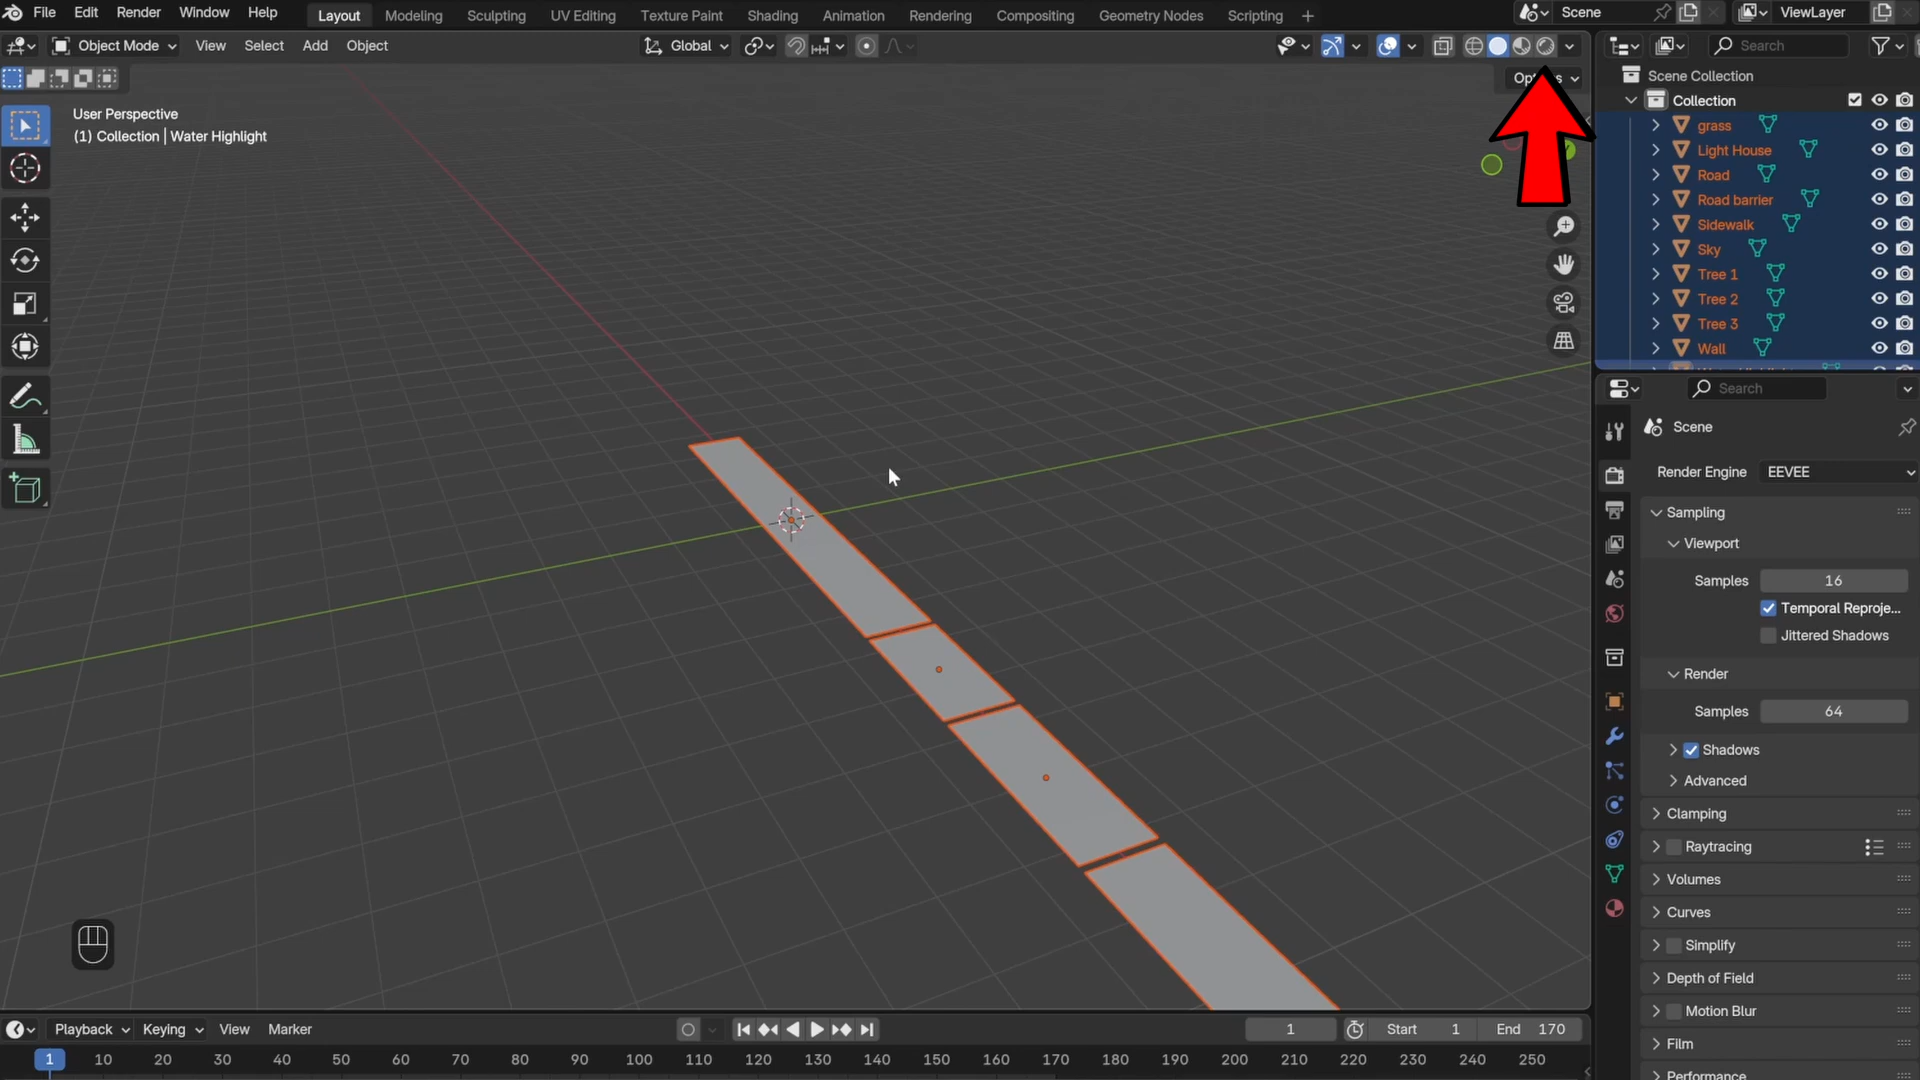 File Edit Render Window Help Layout Modeling Sculpting UV Editing Texture Paint Shading Animation Rendering Compositing Geometry Nodes Scripting + Scene ViewLayer
Object Mode View Select Add Object Global Search
Scene Collection
Collection
grass
Light House
Road
Road barrier
Sidewalk
Sky
Tree 1
Tree 2
Tree 3
Wall
User Perspective
(1) Collection | Water Highlight
Search
Scene
Render Engine EEVEE
Sampling
Viewport
Samples 16
Temporal Reproje...
Jittered Shadows
Render
Samples 64
Shadows
Advanced
Clamping
Raytracing
Volumes
Curves
Simplify
Depth of Field
Motion Blur
Film
Performance
Playback Keying View Marker 1 Start 1 End 170
1 10 20 30 40 50 60 70 80 90 100 110 120 130 140 150 160 170 180 190 200 210 220 230 240 250